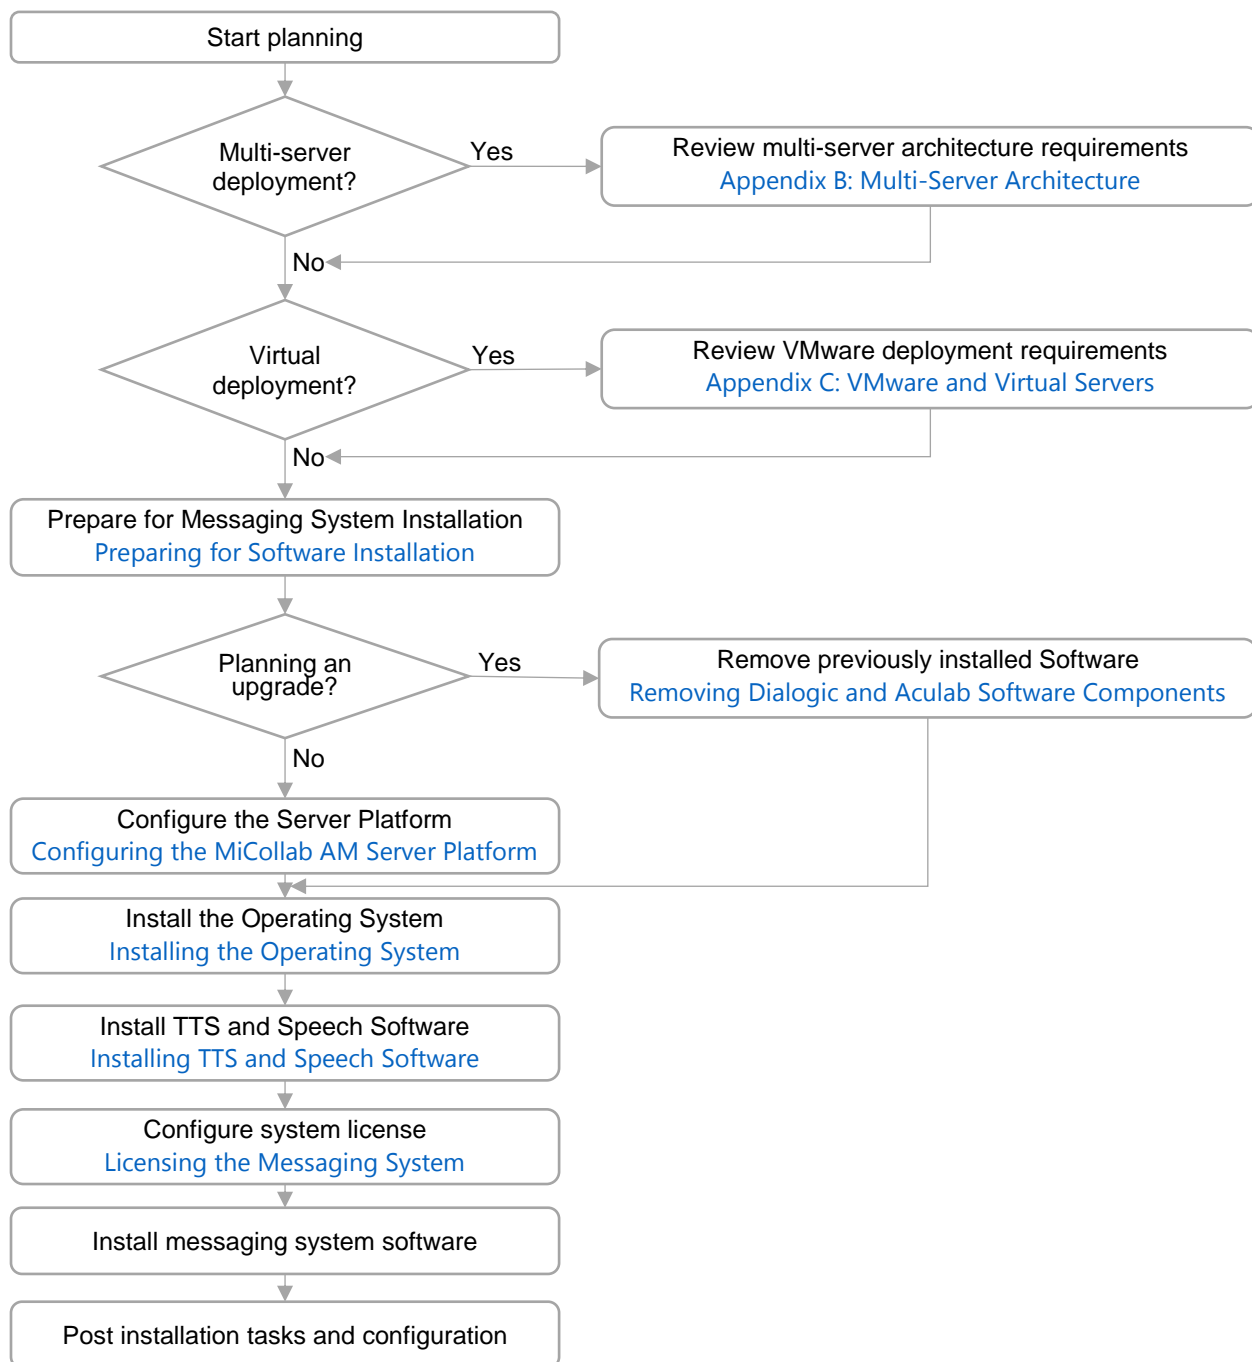 Start planning
Multi-server
deployment?
Yes
Review multi-server architecture requirements
Appendix B: Multi-Server Architecture
No
Virtual
deployment?
Yes
Review VMware deployment requirements
Appendix C: VMware and Virtual Servers
No
Prepare for Messaging System Installation
Preparing for Software Installation
Planning an
upgrade?
Yes
Remove previously installed Software
Removing Dialogic and Aculab Software Components
No
Configure the Server Platform
Configuring the MiCollab AM Server Platform
Install the Operating System
Installing the Operating System
Install TTS and Speech Software
Installing TTS and Speech Software
Configure system license
Licensing the Messaging System
Install messaging system software
Post installation tasks and configuration